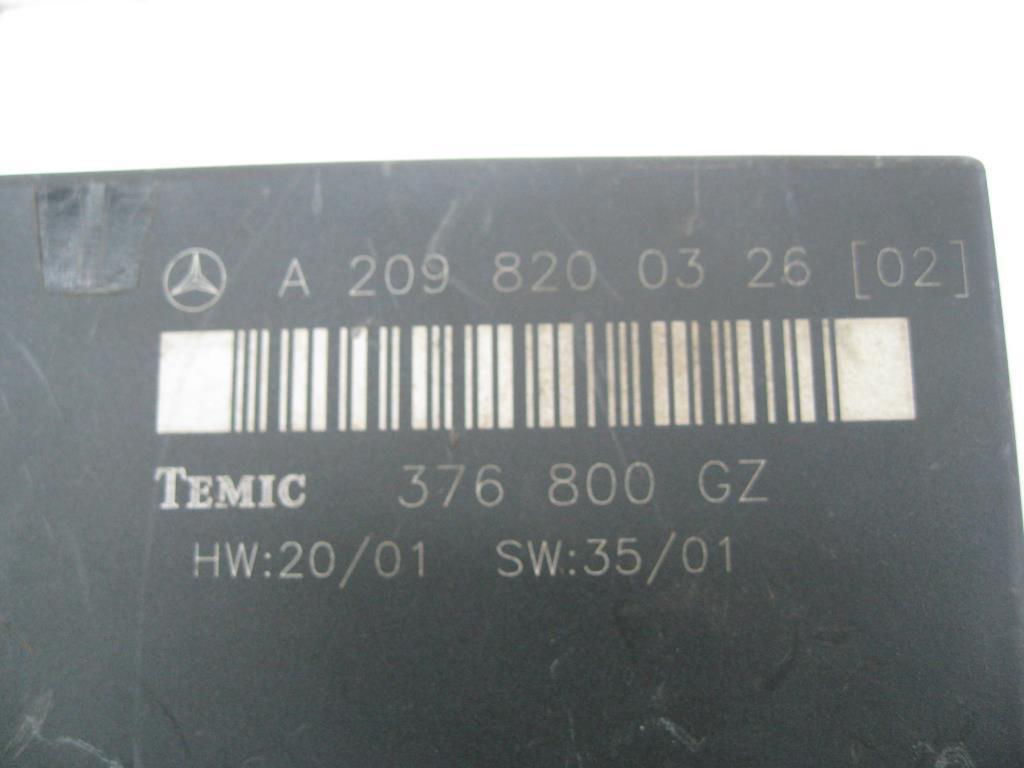 A 209 820 03 26 [02]
TEMIC 376 800 GZ
HW:20/01 SW:35/01